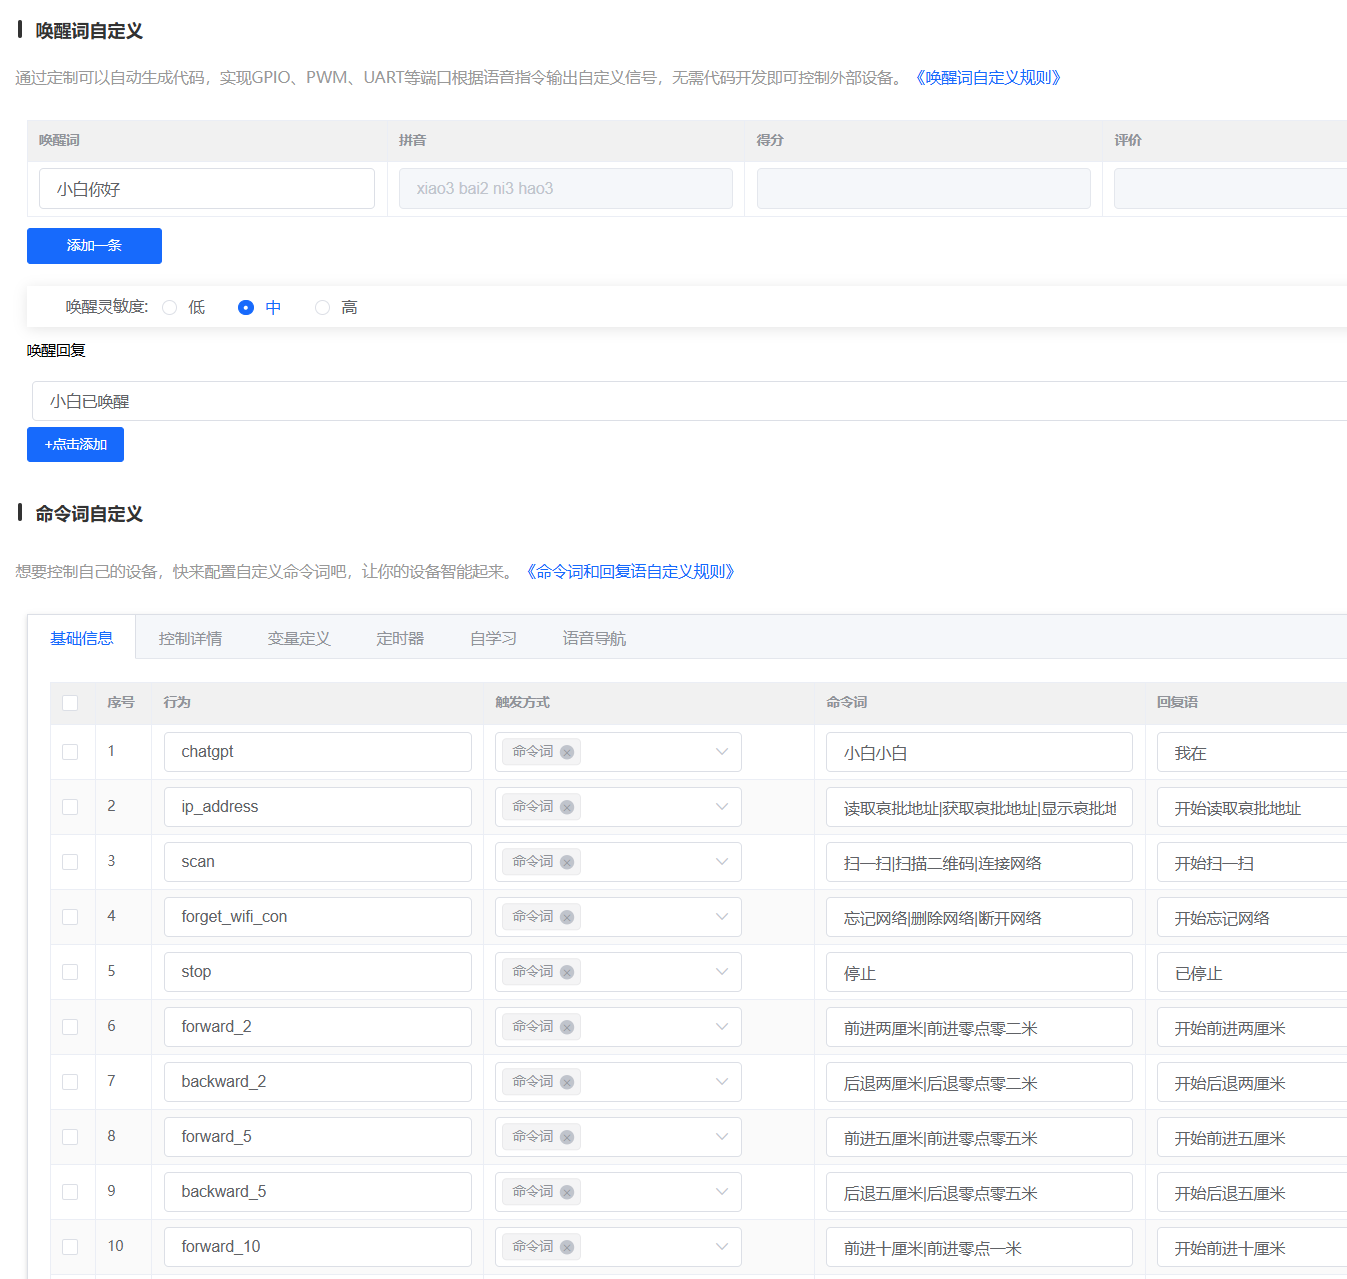 唤醒词自定义
通过定制可以自动生成代码，实现GPIO、PWM、UART等端口根据语音指令输出自定义信号，无需代码开发即可控制外部设备。 《唤醒词自定义规则》
唤醒词 拼音 得分 评价
小白你好 xiao3 bai2 ni3 hao3
添加一条
唤醒灵敏度: 低 中 高
唤醒回复
小白已唤醒
+点击添加
命令词自定义
想要控制自己的设备，快来配置自定义命令词吧，让你的设备智能起来。 《命令词和回复语自定义规则》
基础信息 控制详情 变量定义 定时器 自学习 语音导航
序号 行为 触发方式 命令词 回复语
1 chatgpt 命令词 小白小白 我在
2 ip_address 命令词 读取哀批地址|获取哀批地址|显示哀批地 开始读取哀批地址
3 scan 命令词 扫一扫|扫描二维码|连接网络 开始扫一扫
4 forget_wifi_con 命令词 忘记网络|删除网络|断开网络 开始忘记网络
5 stop 命令词 停止 已停止
6 forward_2 命令词 前进两厘米|前进零点零二米 开始前进两厘米
7 backward_2 命令词 后退两厘米|后退零点零二米 开始后退两厘米
8 forward_5 命令词 前进五厘米|前进零点零五米 开始前进五厘米
9 backward_5 命令词 后退五厘米|后退零点零五米 开始后退五厘米
10 forward_10 命令词 前进十厘米|前进零点一米 开始前进十厘米